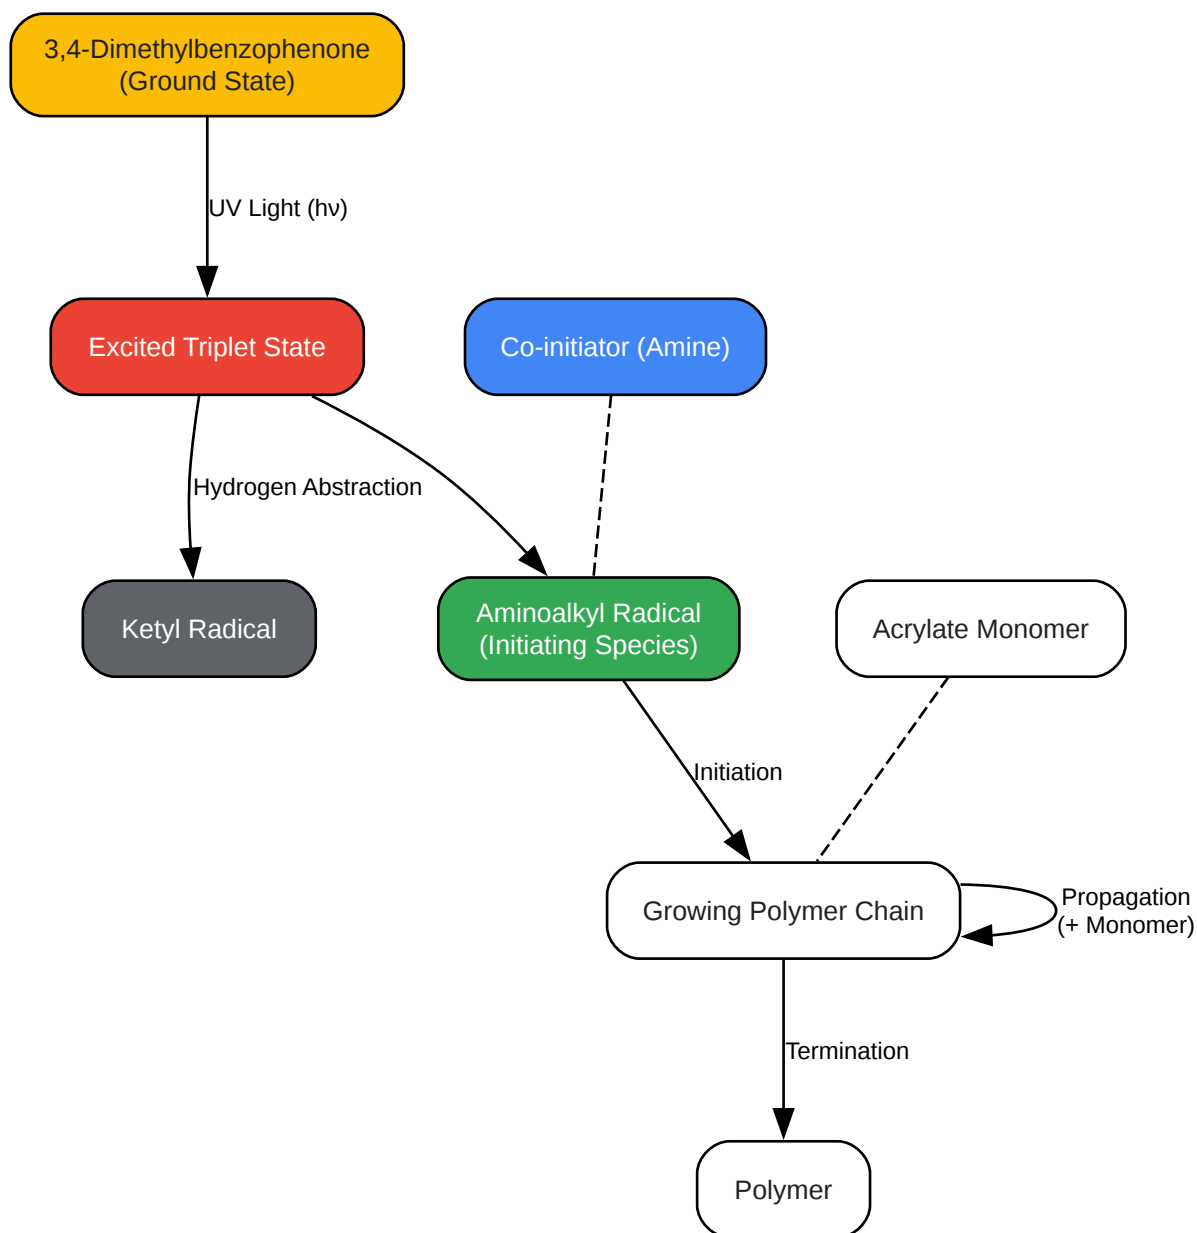 3,4-Dimethylbenzophenone
(Ground State)
UV Light (hν)
Excited Triplet State
Co-initiator (Amine)
Hydrogen Abstraction
Ketyl Radical
Aminoalkyl Radical
(Initiating Species)
Acrylate Monomer
Initiation
Growing Polymer Chain
Propagation
(+ Monomer)
Termination
Polymer